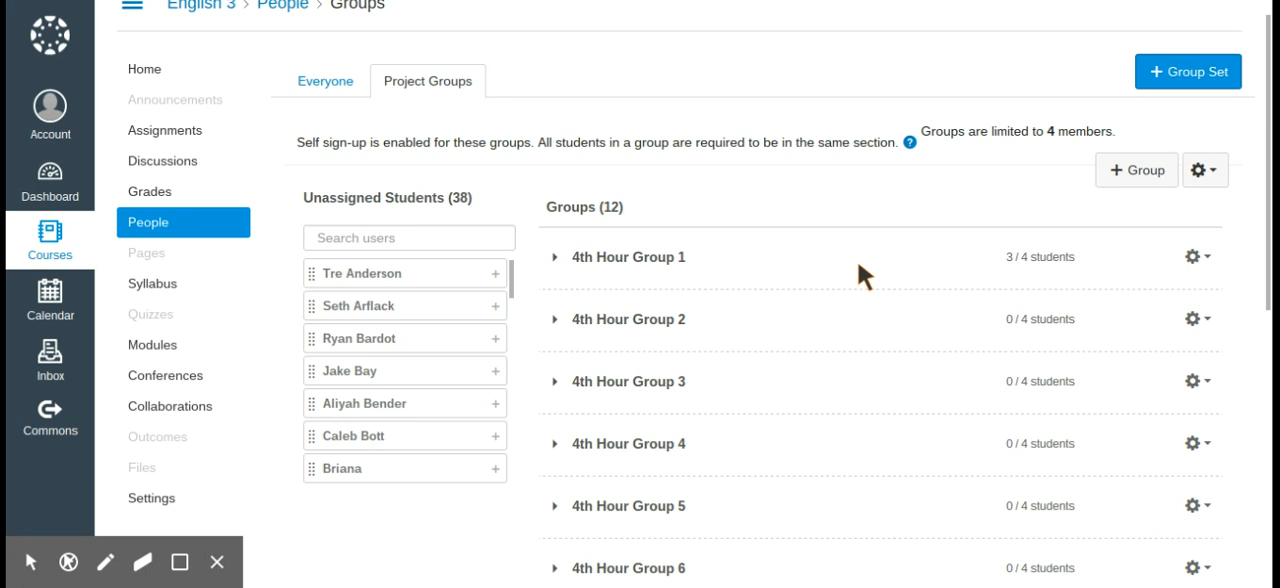 English 3 > People > Groups
Account
Dashboard
Courses
Calendar
Inbox
Commons
Home
Announcements
Assignments
Discussions
Grades
People
Pages
Syllabus
Quizzes
Modules
Conferences
Collaborations
Outcomes
Files
Settings
Everyone
Project Groups
+ Group Set
Self sign-up is enabled for these groups. All students in a group are required to be in the same section. ? Groups are limited to 4 members.
+ Group
Unassigned Students (38)
Search users
Tre Anderson +
Seth Arflack +
Ryan Bardot +
Jake Bay +
Aliyah Bender +
Caleb Bott +
Briana +
Groups (12)
4th Hour Group 1 3 / 4 students
4th Hour Group 2 0 / 4 students
4th Hour Group 3 0 / 4 students
4th Hour Group 4 0 / 4 students
4th Hour Group 5 0 / 4 students
4th Hour Group 6 0 / 4 students